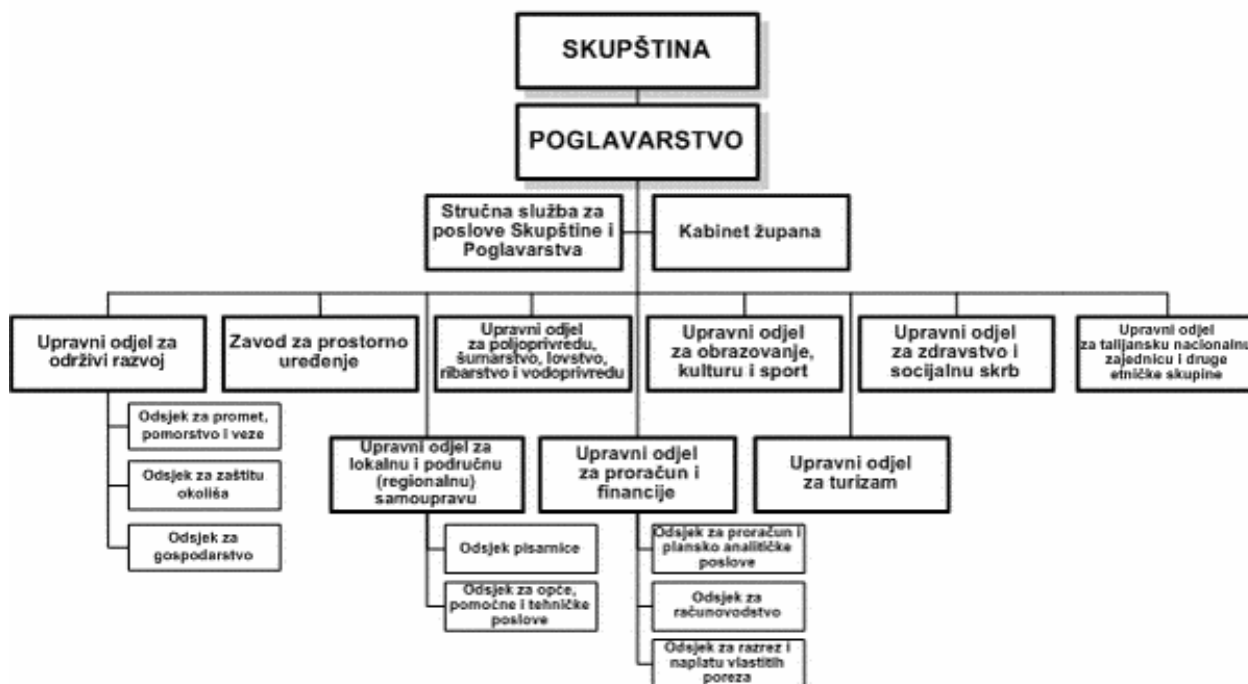 SKUPŠTINA
POGLAVARSTVO
Stručna služba za
poslove Skupštine i
Poglavarstva
Kabinet župana
Upravni odjel za
održivi razvoj
Zavod za prostorno
uređenje
Upravni odjel
za poljoprivredu,
šumarstvo, lovstvo,
ribarstvo i vodoprivredu
Upravni odjel
za obrazovanje,
kulturu i sport
Upravni odjel
za zdravstvo i
socijalnu skrb
Upravni odjel
za talijansku nacionalnu
zajednicu i druge
etničke skupine
Odsjek za promet,
pomorstvo i veze
Odsjek za zaštitu
okoliša
Odsjek za
gospodarstvo
Upravni odjel za
lokalnu i područnu
(regionalnu)
samoupravu
Upravni odjel
za proračun i
financije
Upravni odjel
za turizam
Odsjek pisarnice
Odsjek za opće,
pomoćne i tehničke
poslove
Odsjek za proračun i
plansko analitičke
poslove
Odsjek za
računovodstvo
Odsjek za razrez i
naplatu vlastitih
poreza